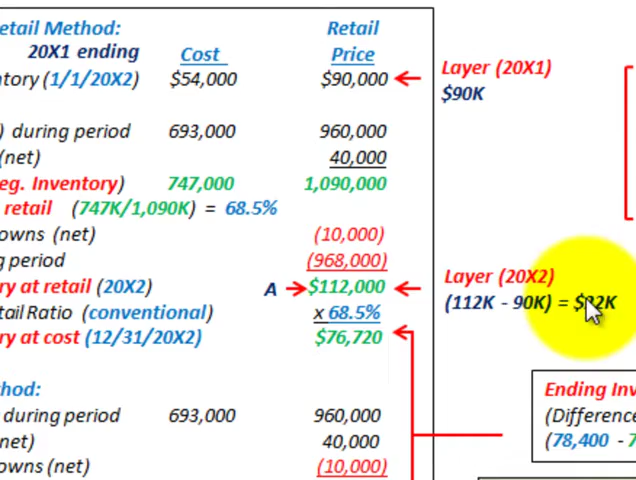 etail Method: Retail
20X1 ending Cost Price
ntory (1/1/20X2) $54,000 $90,000
Layer (20X1)
$90K
) during period 693,000 960,000
(net) 40,000
eg. Inventory) 747,000 1,090,000
retail (747K/1,090K) = 68.5%
owns (net) (10,000)
g period (968,000)
ry at retail (20X2) A $112,000
Layer (20X2)
(112K - 90K) =
tail Ratio (conventional) x 68.5%
ry at cost (12/31/20X2) $76,720
hod:
during period 693,000 960,000
net) 40,000
owns (net) (10,000)
Ending Inv
(Difference
(78,400 - 7